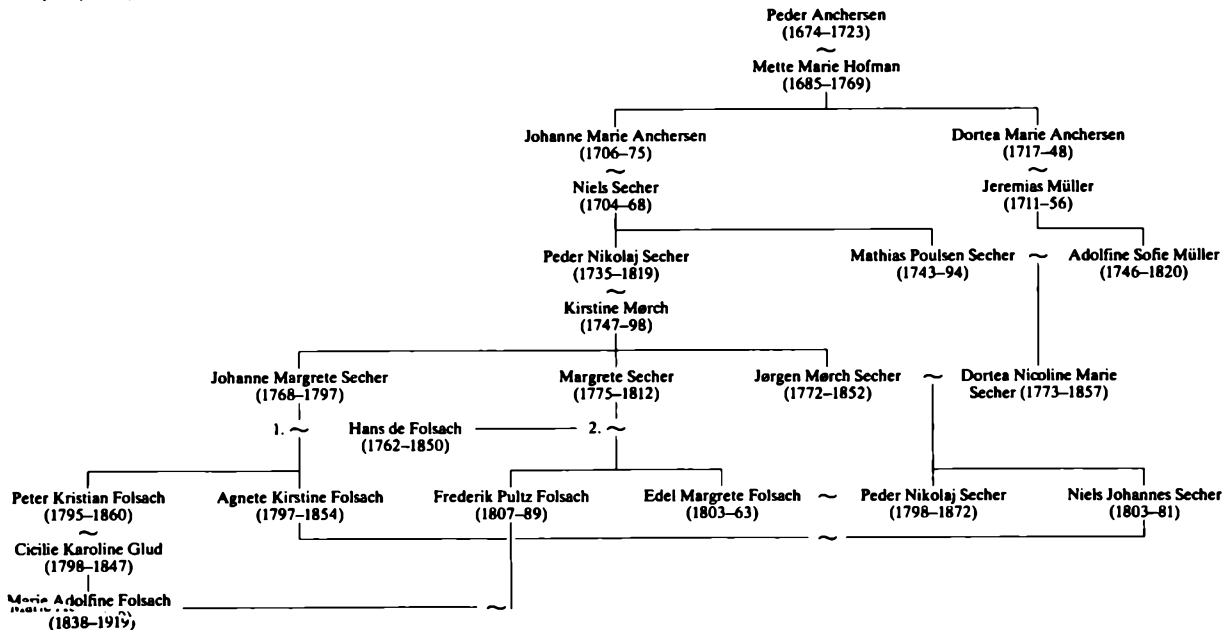 Peder Anchersen
(1674–1723)
~
Mette Marie Hofman
(1685–1769)
Johanne Marie Anchersen
(1706–75)
~
Niels Secher
(1704–68)
Dortea Marie Anchersen
(1717–48)
~
Jeremias Müller
(1711–56)
Peder Nikolaj Secher
(1735–1819)
~
Kirstine Mørch
(1747–98)
Mathias Poulsen Secher
(1743–94)
~
Adolfine Sofie Müller
(1746–1820)
Johanne Margrete Secher
(1768–1797)
Margrete Secher
(1775–1812)
Jørgen Mørch Secher
(1772–1852)
~
Dortea Nicoline Marie
Secher (1773–1857)
1. ~
Hans de Folsach
(1762–1850)
2. ~
Peter Kristian Folsach
(1795–1860)
~
Cicilie Karoline Glud
(1798–1847)
Agnete Kirstine Folsach
(1797–1854)
Frederik Pultz Folsach
(1807–89)
Edel Margrete Folsach
(1803–63)
~
Peder Nikolaj Secher
(1798–1872)
Niels Johannes Secher
(1803–81)
~
Marie Adolfine Folsach
(1838–1919)
~